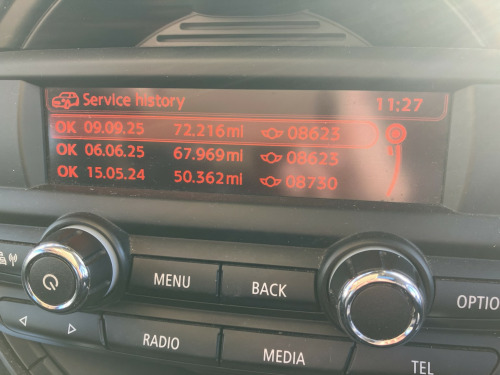 Service history 11:27
OK 09.09.25 72.216mi 08623
OK 06.06.25 67.969mi 08623
OK 15.05.24 50.362mi 08730
MENU BACK OPTIO
RADIO MEDIA TEL